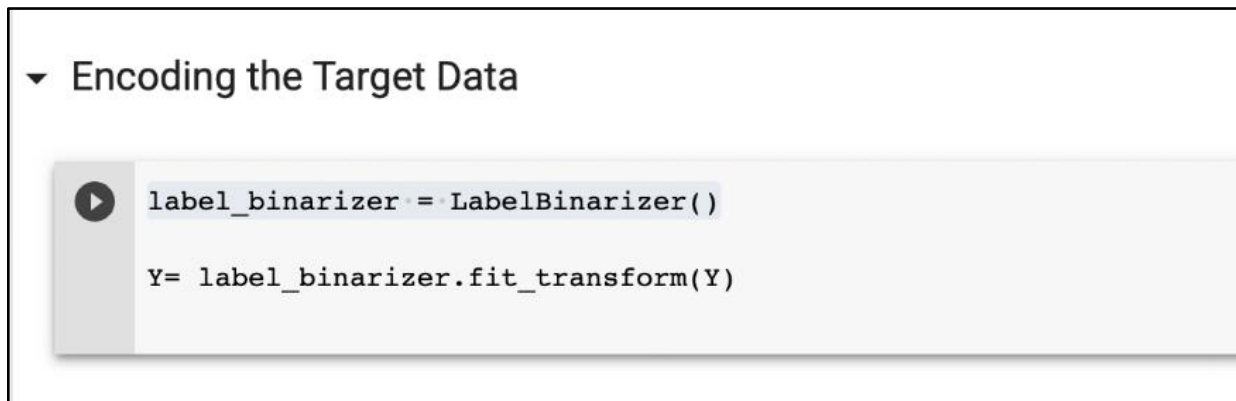 Encoding the Target Data
label_binarizer = LabelBinarizer()
Y= label_binarizer.fit_transform(Y)